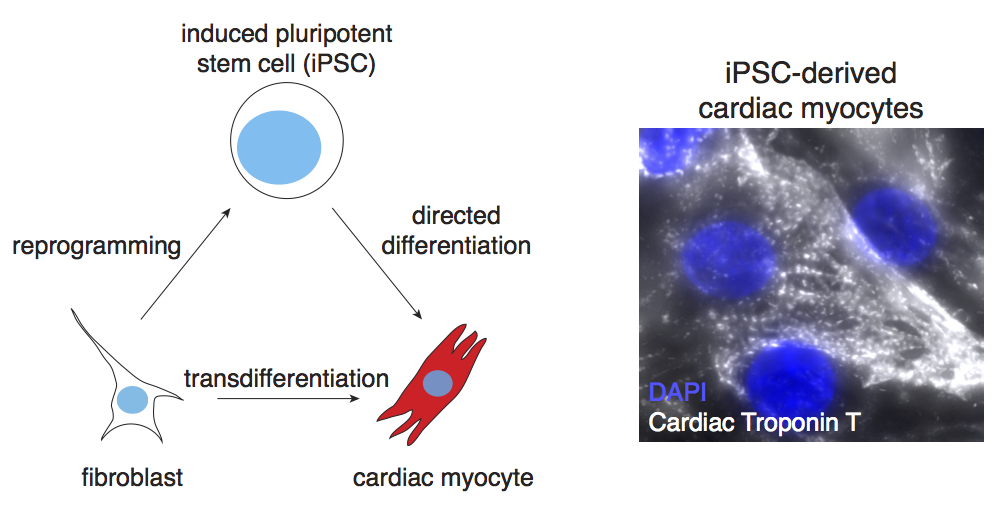 induced pluripotent
stem cell (iPSC)
reprogramming
directed
differentiation
transdifferentiation
fibroblast
cardiac myocyte
iPSC-derived
cardiac myocytes
DAPI
Cardiac Troponin T